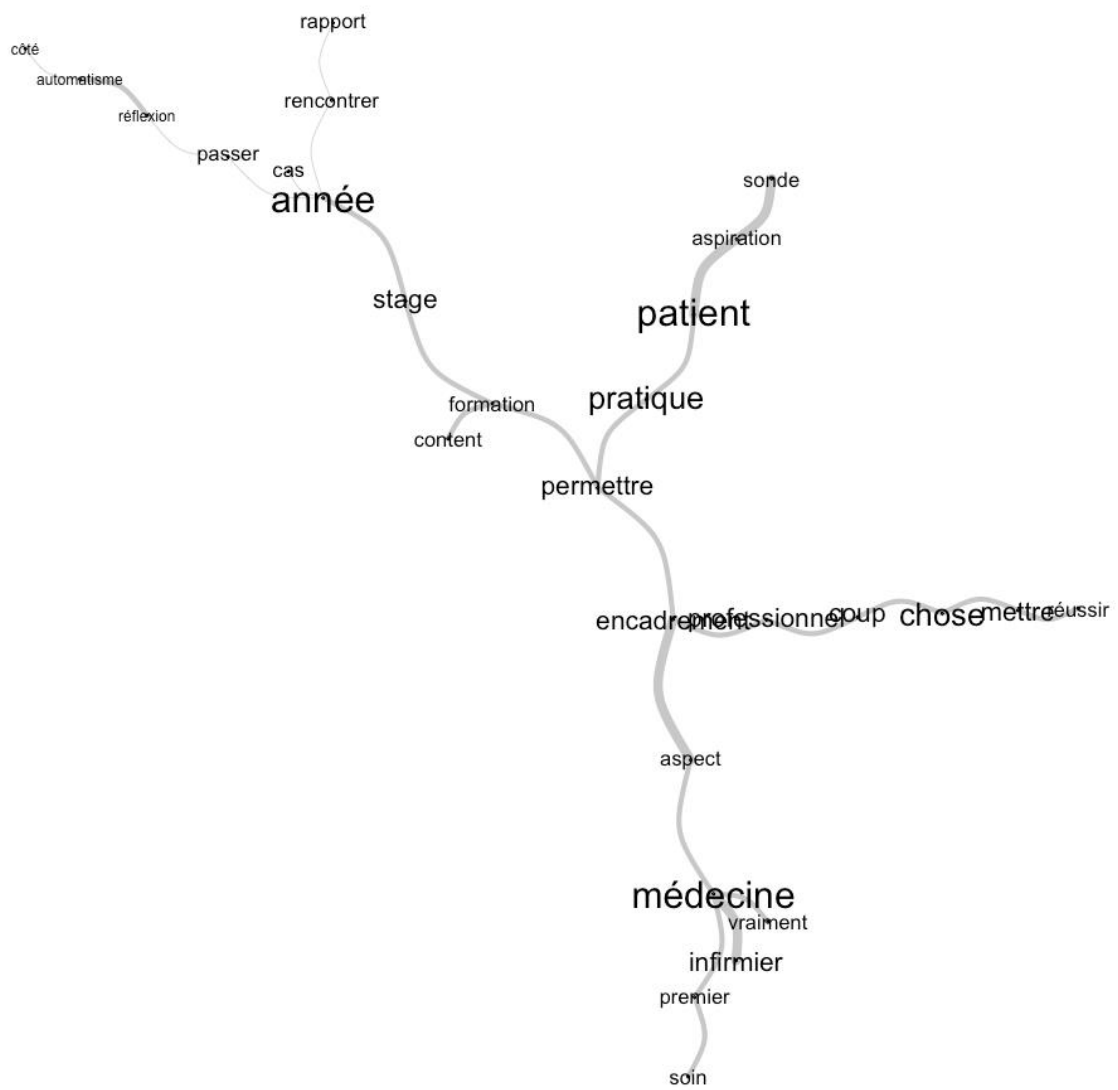 rapport
côté
automatisme
rencontrer
réflexion
passer
cas
sonde
année
aspiration
stage
patient
pratique
formation
content
permettre
encadrement professionnel coup chose mettre réussir
aspect
médecine
vraiment
infirmier
premier
soin